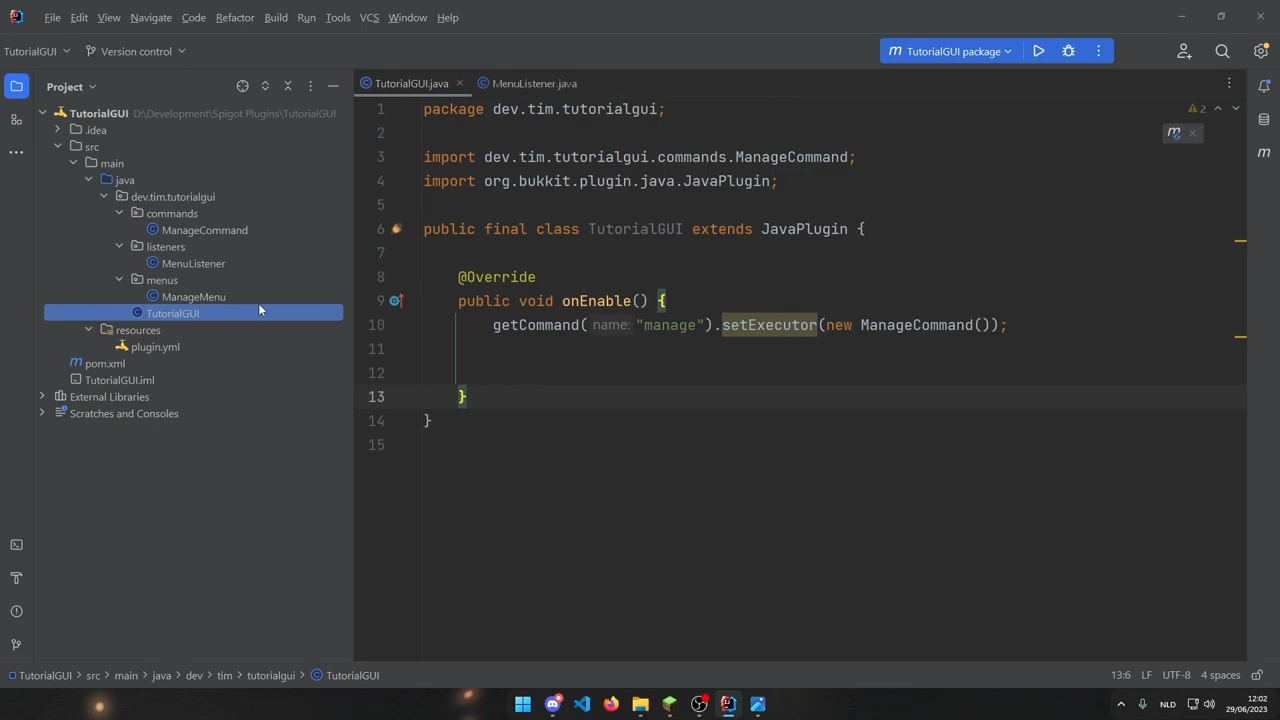 File Edit View Navigate Code Refactor Build Run Tools VCS Window Help
TutorialGUI Version control TutorialGUI package
Project
TutorialGUI.java MenuListener.java
TutorialGUI D:\Development\Spigot Plugins\TutorialGUI
.idea
src
main
java
dev.tim.tutorialgui
commands
ManageCommand
listeners
MenuListener
menus
ManageMenu
TutorialGUI
resources
plugin.yml
pom.xml
TutorialGUI.iml
External Libraries
Scratches and Consoles
1 package dev.tim.tutorialgui;
2
3 import dev.tim.tutorialgui.commands.ManageCommand;
4 import org.bukkit.plugin.java.JavaPlugin;
5
6 public final class TutorialGUI extends JavaPlugin {
7
8 @Override
9 public void onEnable() {
10 getCommand( name: "manage").setExecutor(new ManageCommand());
11
12
13 }
14 }
15
2
TutorialGUI > src > main > java > dev > tim > tutorialgui > TutorialGUI
13:6 LF UTF-8 4 spaces
NLD
12:02
29/06/2023